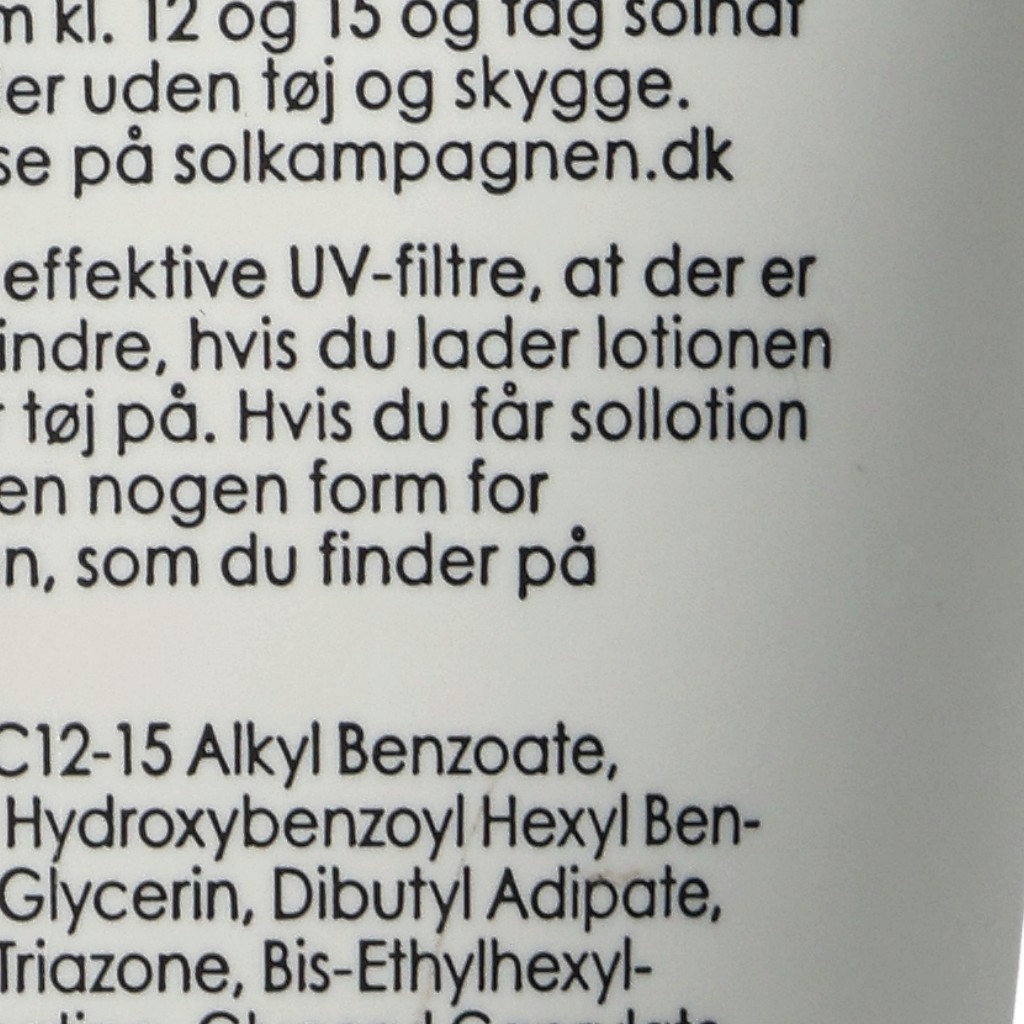 m kl. 12 og 15 og tag solhat
er uden tøj og skygge.
se på solkampagnen.dk
effektive UV-filtre, at der er
indre, hvis du lader lotionen
tøj på. Hvis du får sollotion
en nogen form for
n, som du finder på
C12-15 Alkyl Benzoate,
Hydroxybenzoyl Hexyl Ben-
Glycerin, Dibutyl Adipate,
Triazone, Bis-Ethylhexyl-